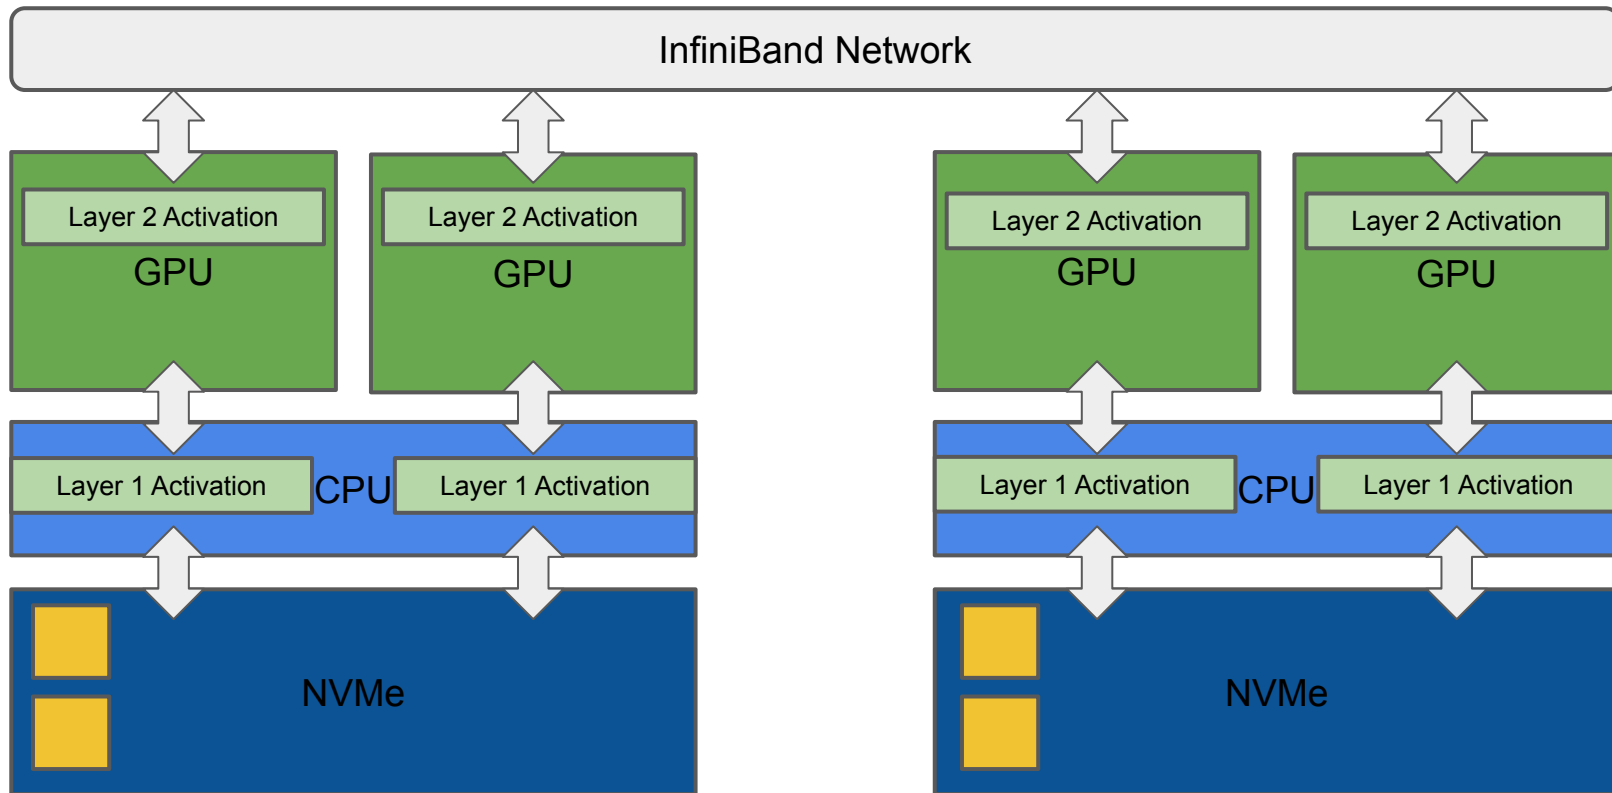 InfiniBand Network
Layer 2 Activation
Layer 2 Activation
Layer 2 Activation
Layer 2 Activation
GPU
GPU
GPU
GPU
Layer 1 Activation
CPU
Layer 1 Activation
Layer 1 Activation
CPU
Layer 1 Activation
NVMe
NVMe